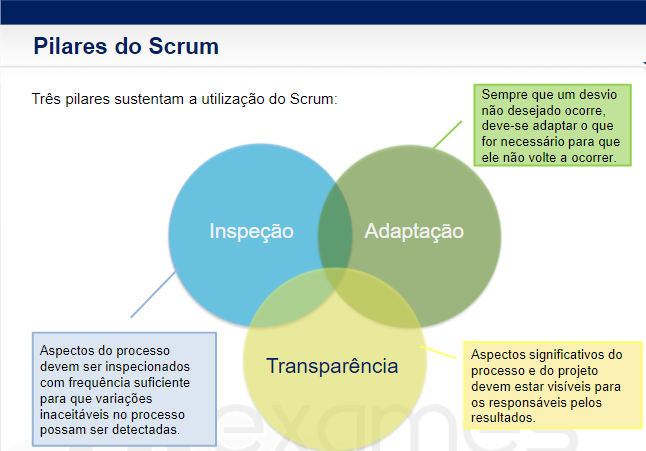 Pilares do Scrum
Três pilares sustentam a utilização do Scrum:
Sempre que um desvio
não desejado ocorre,
deve-se adaptar o que
for necessário para que
ele não volte a ocorrer.
Inspeção
Adaptação
Transparência
Aspectos do processo
devem ser inspecionados
com frequência suficiente
para que variações
inaceitáveis no processo
possam ser detectadas.
Aspectos significativos do
processo e do projeto
devem estar visíveis para
os responsáveis pelos
resultados.
exames